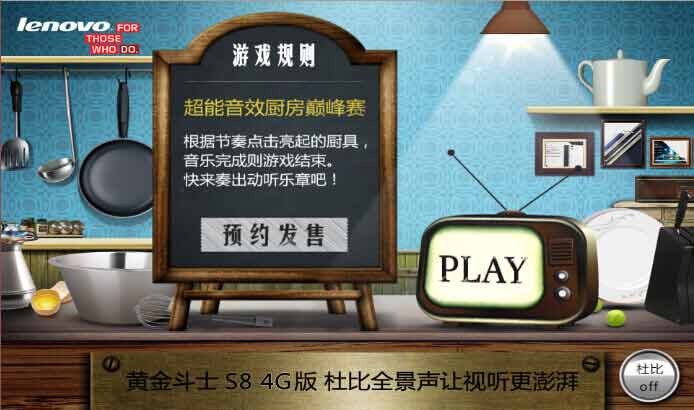 lenovo FOR
THOSE
WHO DO.
游戏规则
超能音效厨房巅峰赛
根据节奏点击亮起的厨具，
音乐完成则游戏结束。
快来奏出动听乐章吧！
预约发售
PLAY
黄金斗士 S8 4G版 杜比全景声让视听更澎湃
杜比
off